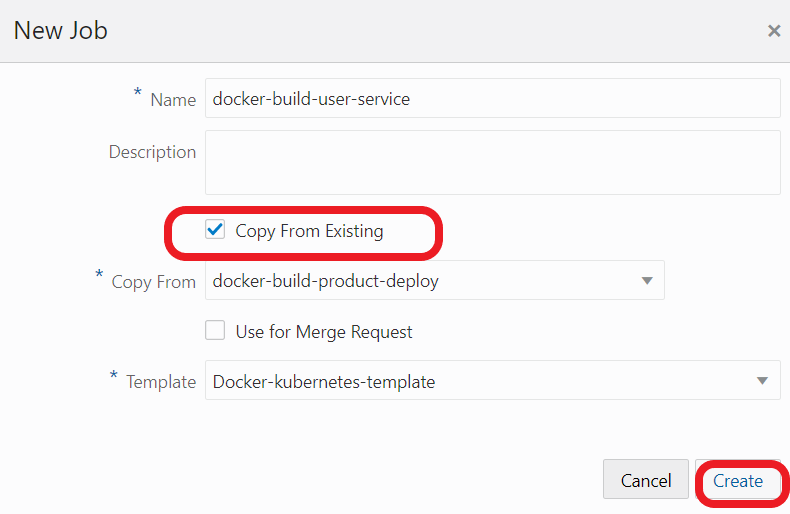 New Job
×
* Name docker-build-user-service
Description
Copy From Existing
* Copy From docker-build-product-deploy
Use for Merge Request
* Template Docker-kubernetes-template
Cancel Create